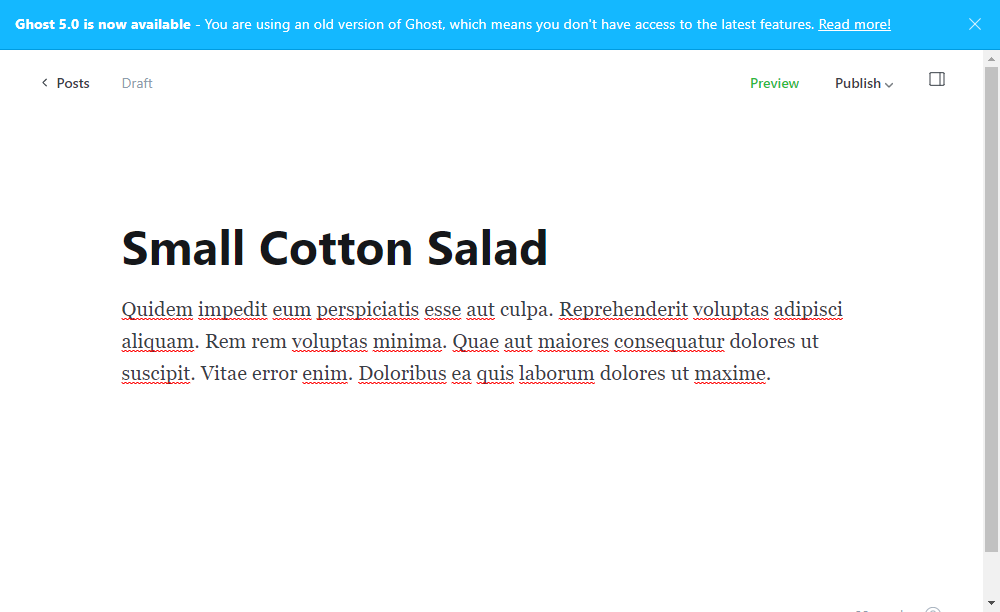 Ghost 5.0 is now available - You are using an old version of Ghost, which means you don't have access to the latest features. Read more!
Posts Draft Preview Publish
Small Cotton Salad
Quidem impedit eum perspiciatis esse aut culpa. Reprehenderit voluptas adipisci
aliquam. Rem rem voluptas minima. Quae aut maiores consequatur dolores ut
suscipit. Vitae error enim. Doloribus ea quis laborum dolores ut maxime.